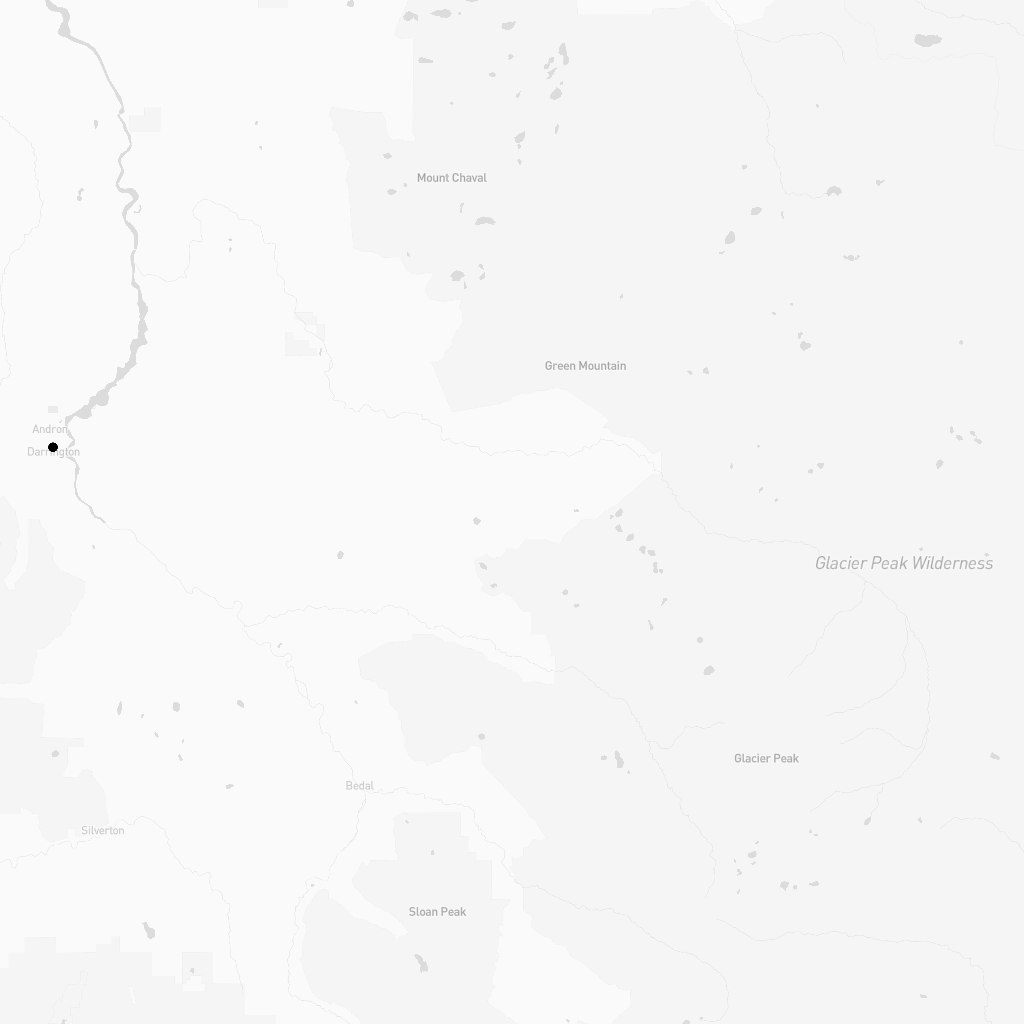 Mount Chaval
Green Mountain
Andron
Darrington
Glacier Peak Wilderness
Glacier Peak
Bedal
Silverton
Sloan Peak